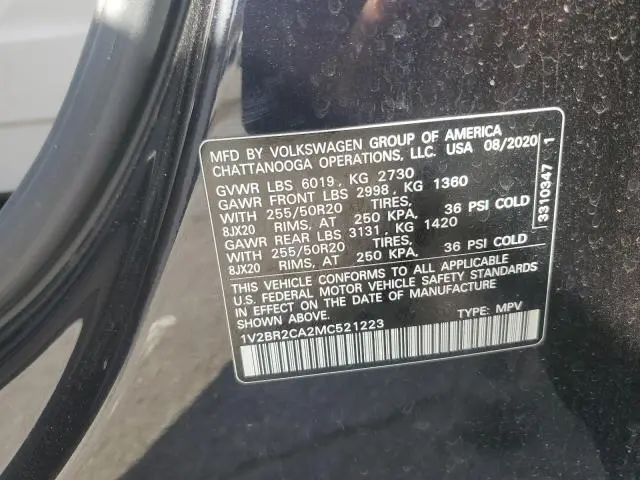 MFD BY VOLKSWAGEN GROUP OF AMERICA
CHATTANOOGA OPERATIONS, LLC. USA 08/2020
GVWR LBS 6019, KG 2730
GAWR FRONT LBS 2998, KG 1360
WITH 255/50R20 TIRES,
8JX20 RIMS, AT 250 KPA, 36 PSI COLD
GAWR REAR LBS 3131, KG 1420
WITH 255/50R20 TIRES,
8JX20 RIMS, AT 250 KPA, 36 PSI COLD
THIS VEHICLE CONFORMS TO ALL APPLICABLE
U.S. FEDERAL MOTOR VEHICLE SAFETY STANDARDS
IN EFFECT ON THE DATE OF MANUFACTURE
SHOWN ABOVE.
1V2BR2CA2MC521223 TYPE: MPV
3310347 1